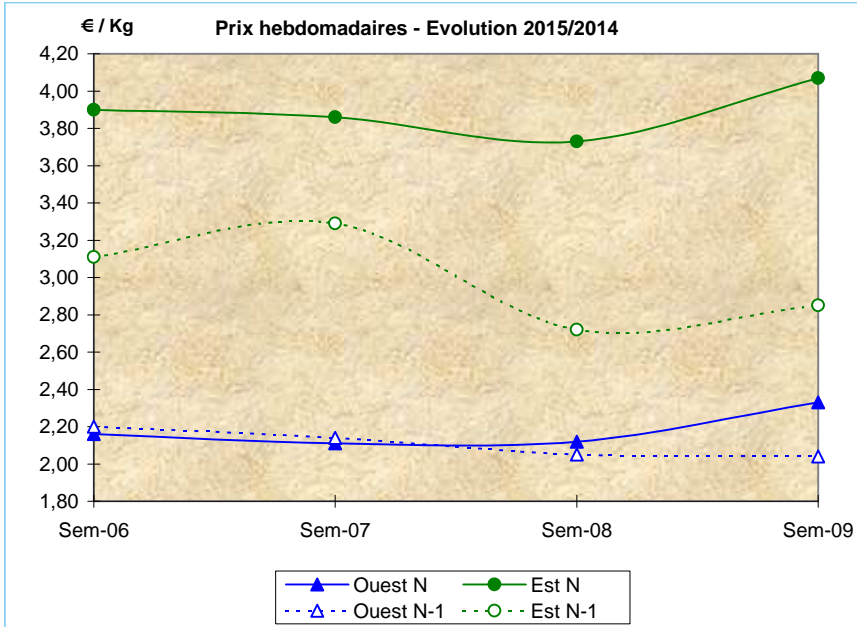 € / Kg
Prix hebdomadaires - Evolution 2015/2014
4,20
4,00
3,80
3,60
3,40
3,20
3,00
2,80
2,60
2,40
2,20
2,00
1,80
Sem-06 Sem-07 Sem-08 Sem-09
Ouest N Est N
Ouest N-1 Est N-1